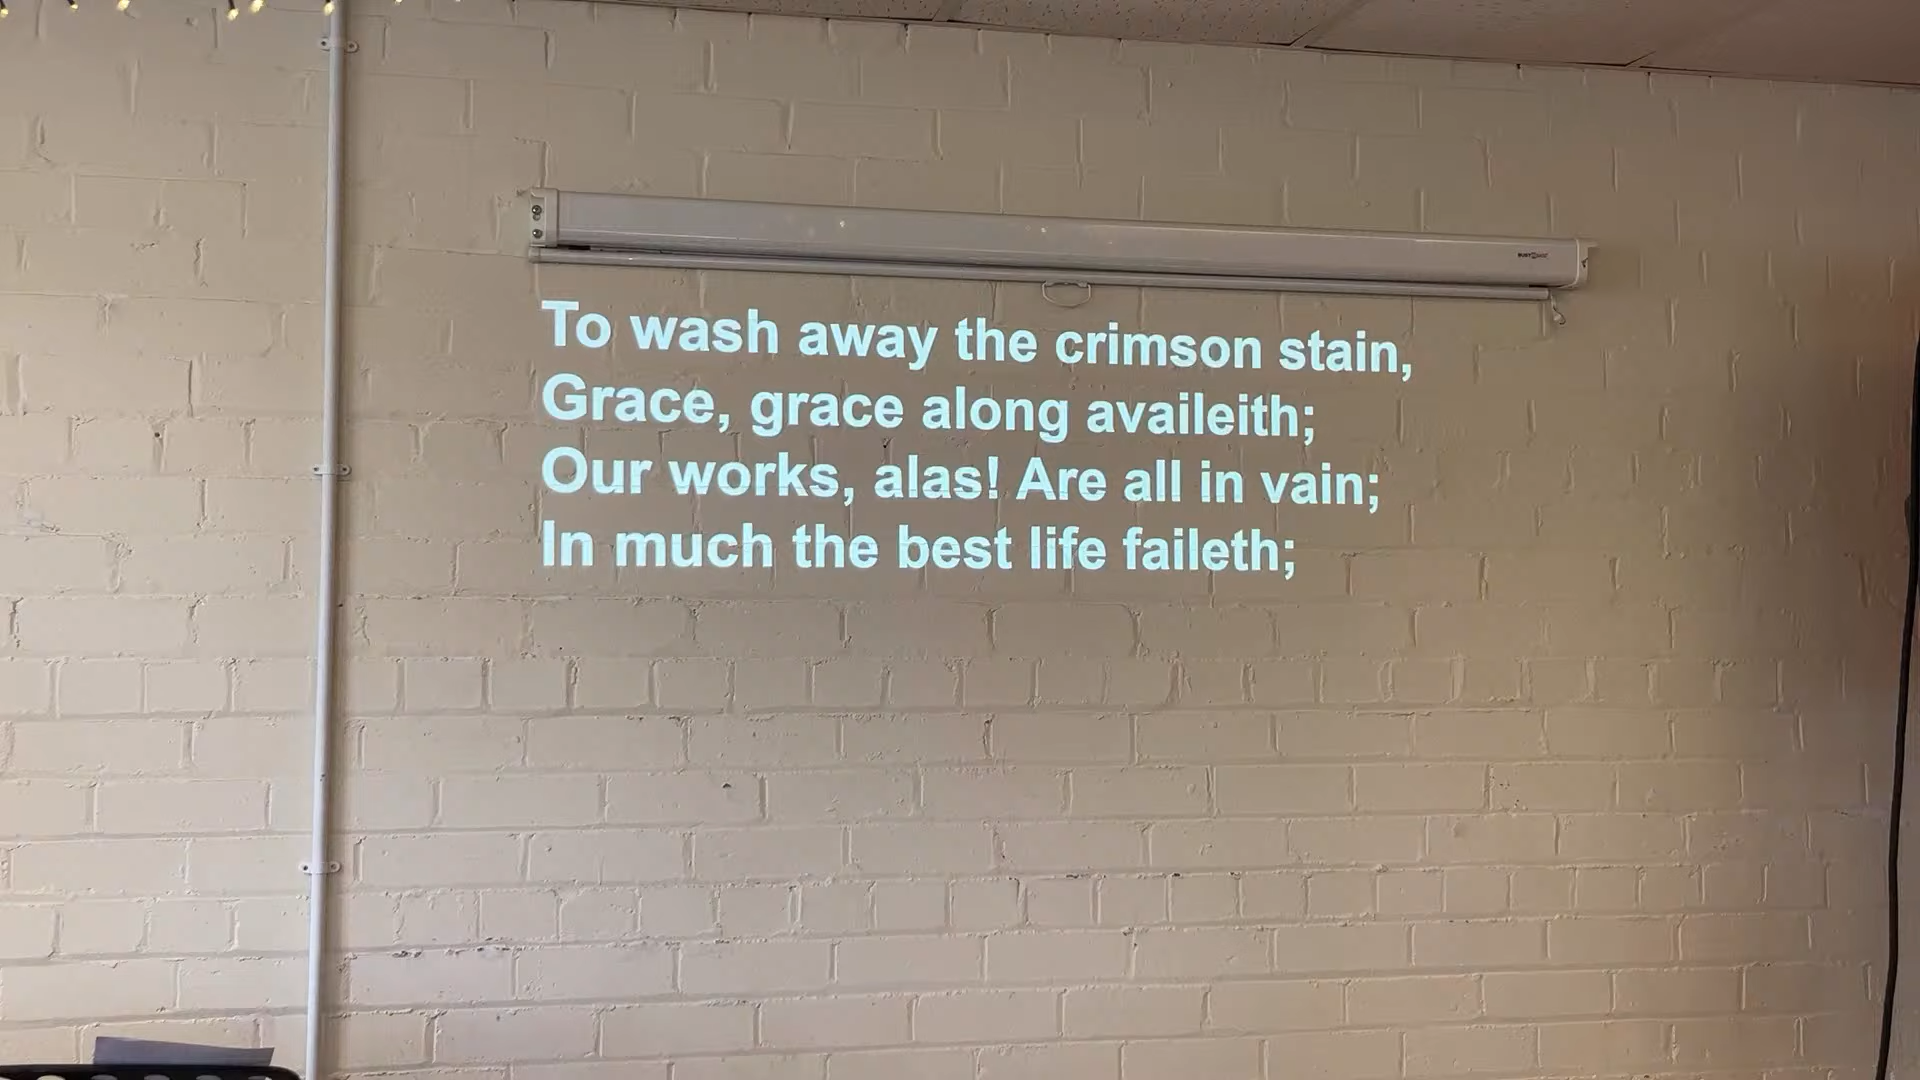 To wash away the crimson stain,
Grace, grace along availeith;
Our works, alas! Are all in vain;
In much the best life faileth;